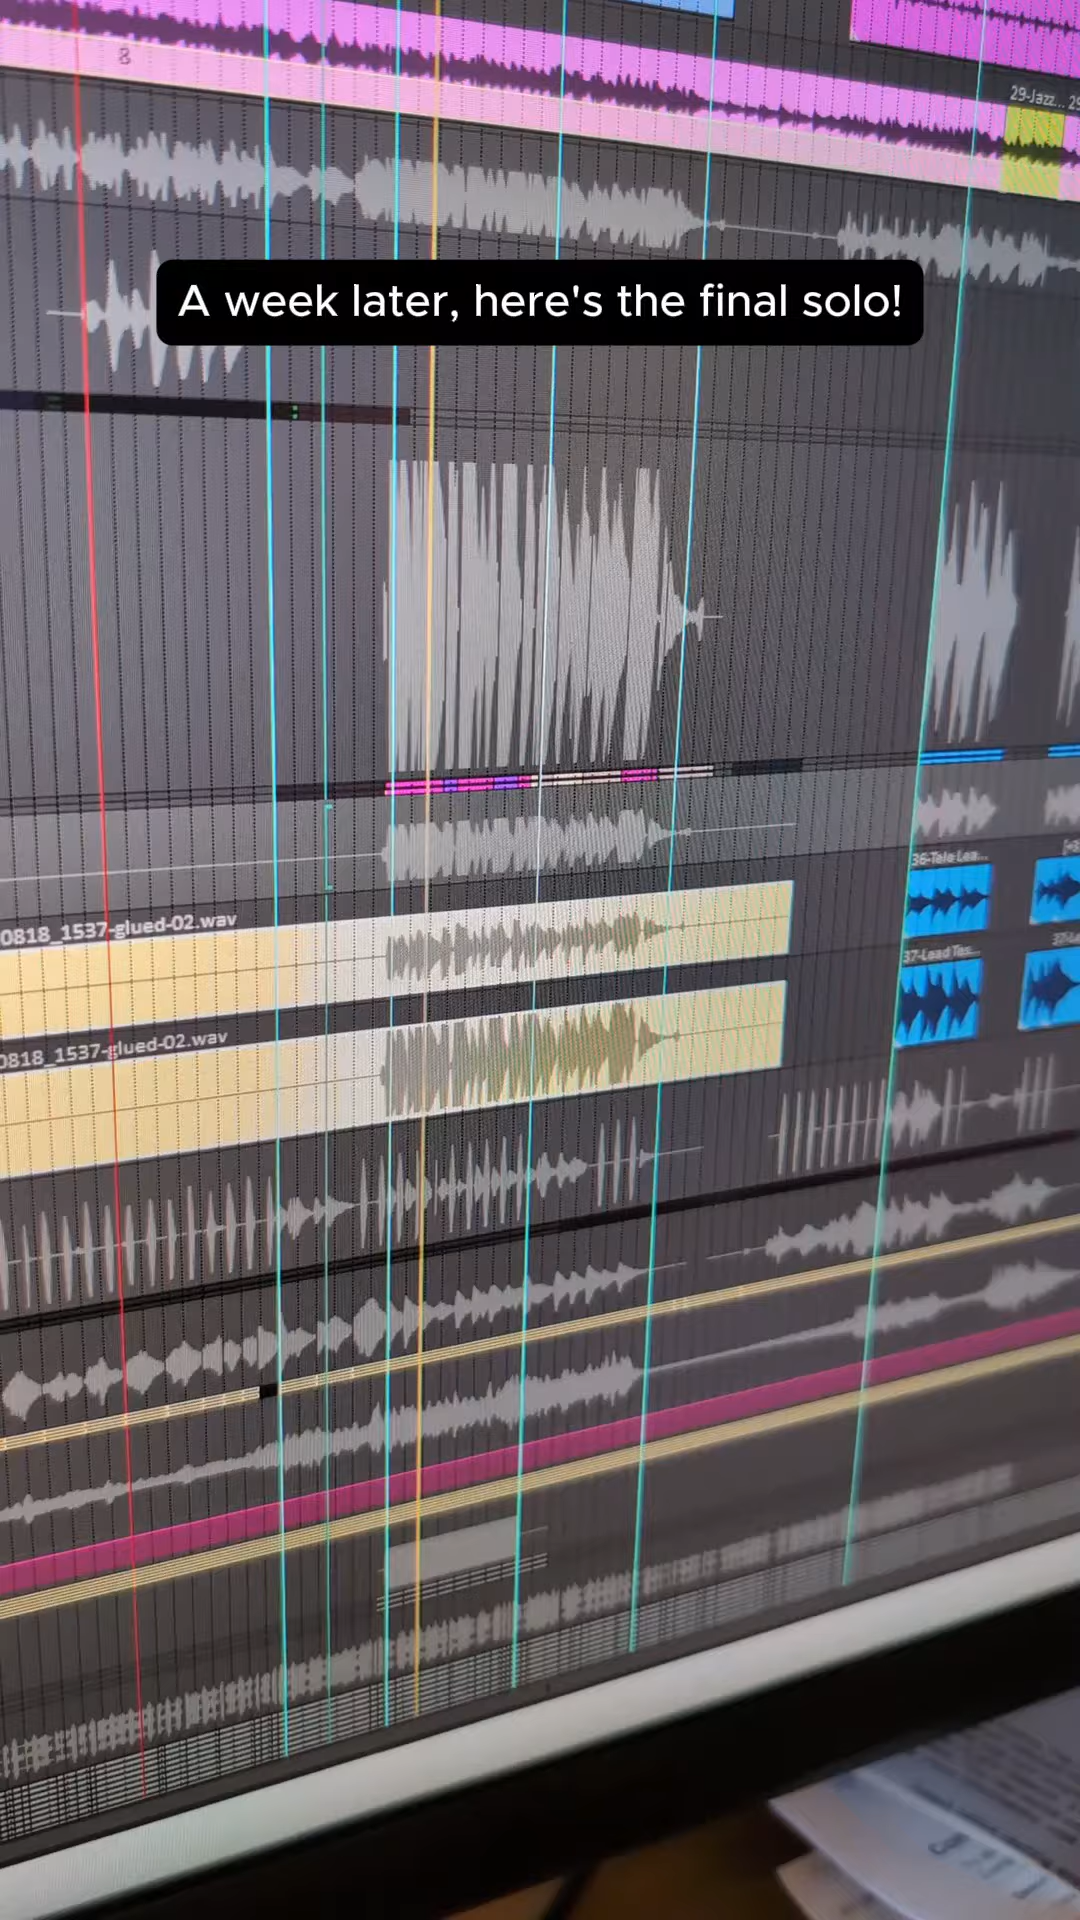 8
29-Jazz...
A week later, here's the final solo!
36-Tele Lea...
0818_1537-glued-02.wav
37-Lead Tes...
0818_1537-glued-02.wav